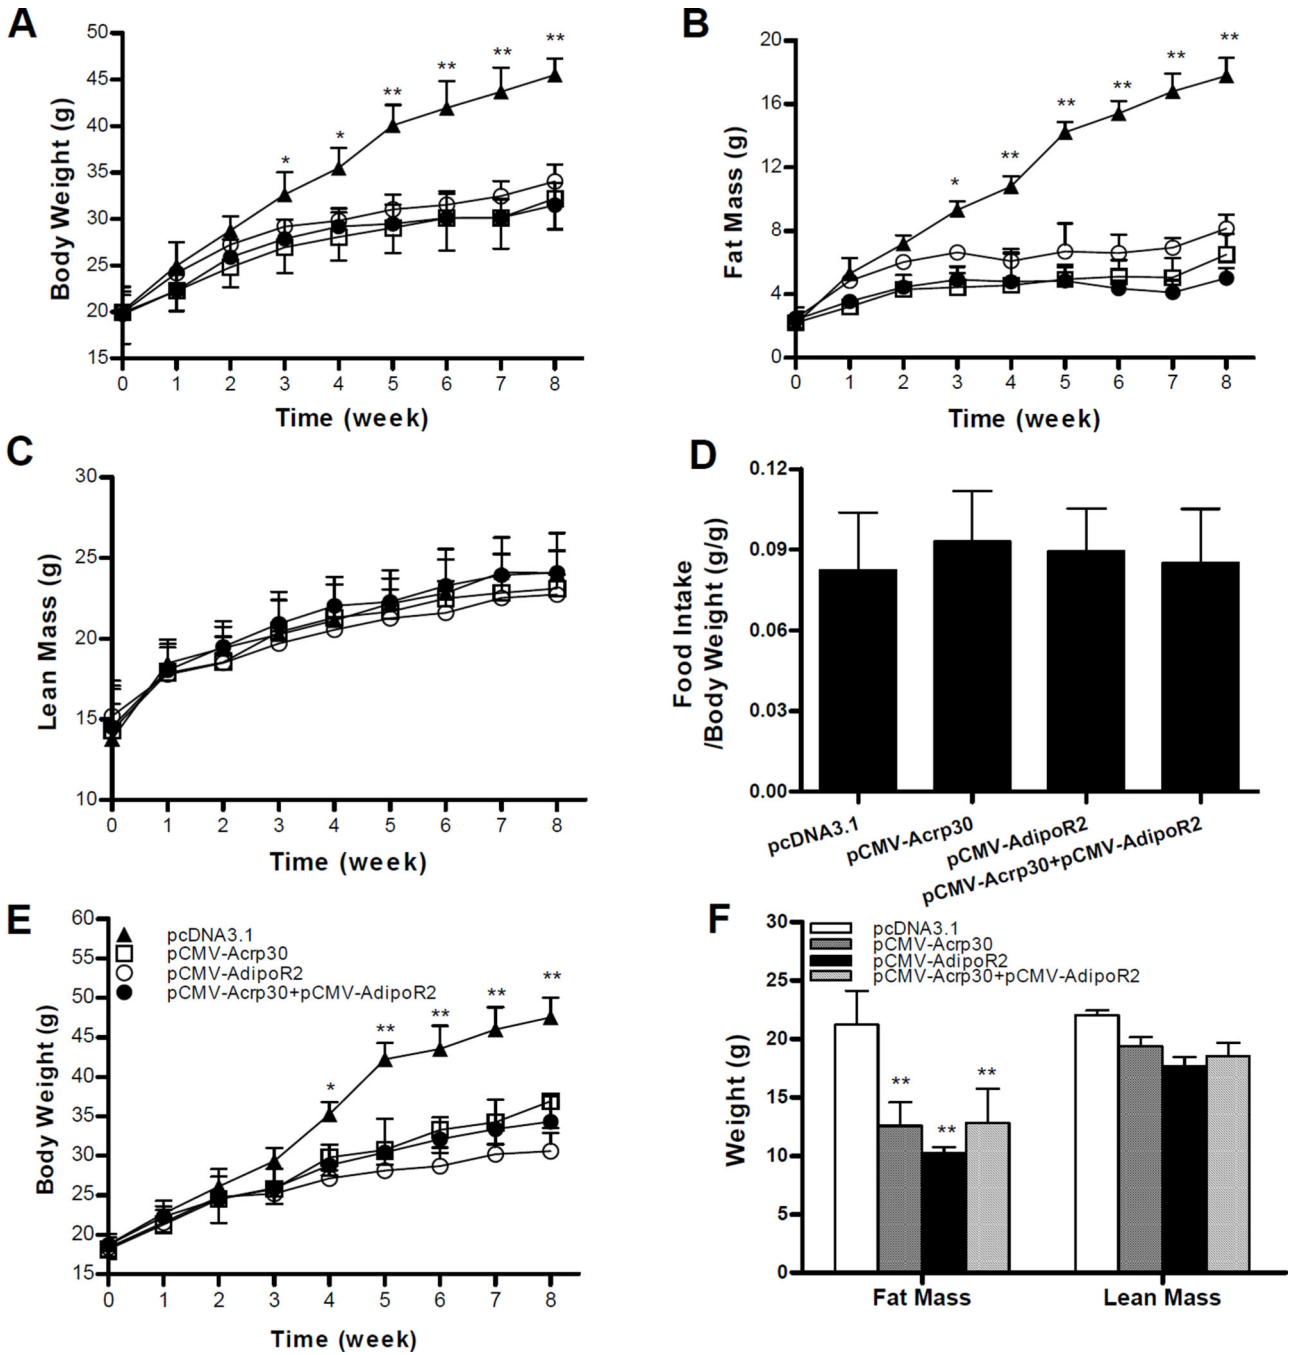 A
50
45
40
35
30
25
20
15
Body Weight (g)
* * ** ** ** **
0 1 2 3 4 5 6 7 8
Time (week)
B
20
16
12
8
4
0
Fat Mass (g)
* ** ** ** ** **
0 1 2 3 4 5 6 7 8
Time (week)
C
30
25
20
15
10
Lean Mass (g)
0 1 2 3 4 5 6 7 8
Time (week)
D
0.12
0.09
0.06
0.03
0.00
Food Intake
/Body Weight (g/g)
pcDNA3.1
pCMV-Acrp30
pCMV-AdipoR2
pCMV-Acrp30+pCMV-AdipoR2
E
60
55
50
45
40
35
30
25
20
15
Body Weight (g)
pcDNA3.1
pCMV-Acrp30
pCMV-AdipoR2
pCMV-Acrp30+pCMV-AdipoR2
* ** ** ** **
0 1 2 3 4 5 6 7 8
Time (week)
F
30
25
20
15
10
5
0
Weight (g)
pcDNA3.1
pCMV-Acrp30
pCMV-AdipoR2
pCMV-Acrp30+pCMV-AdipoR2
** ** **
Fat Mass Lean Mass